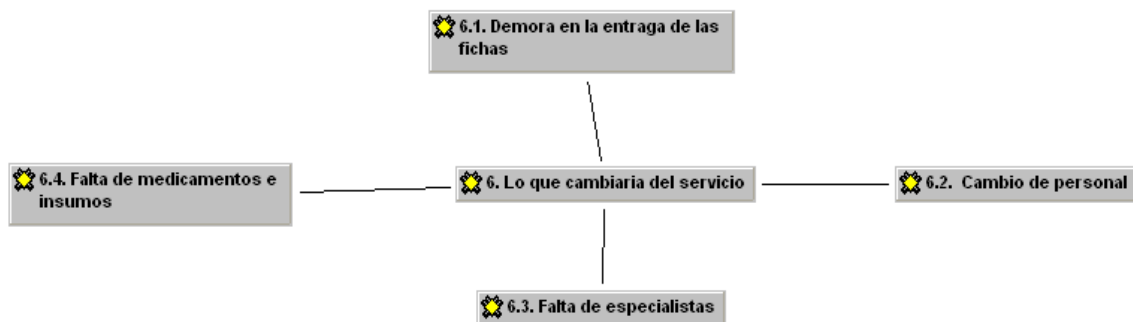 6.1. Demora en la entraga de las
fichas
6.4. Falta de medicamentos e
insumos
6. Lo que cambiaria del servicio
6.2. Cambio de personal
6.3. Falta de especialistas